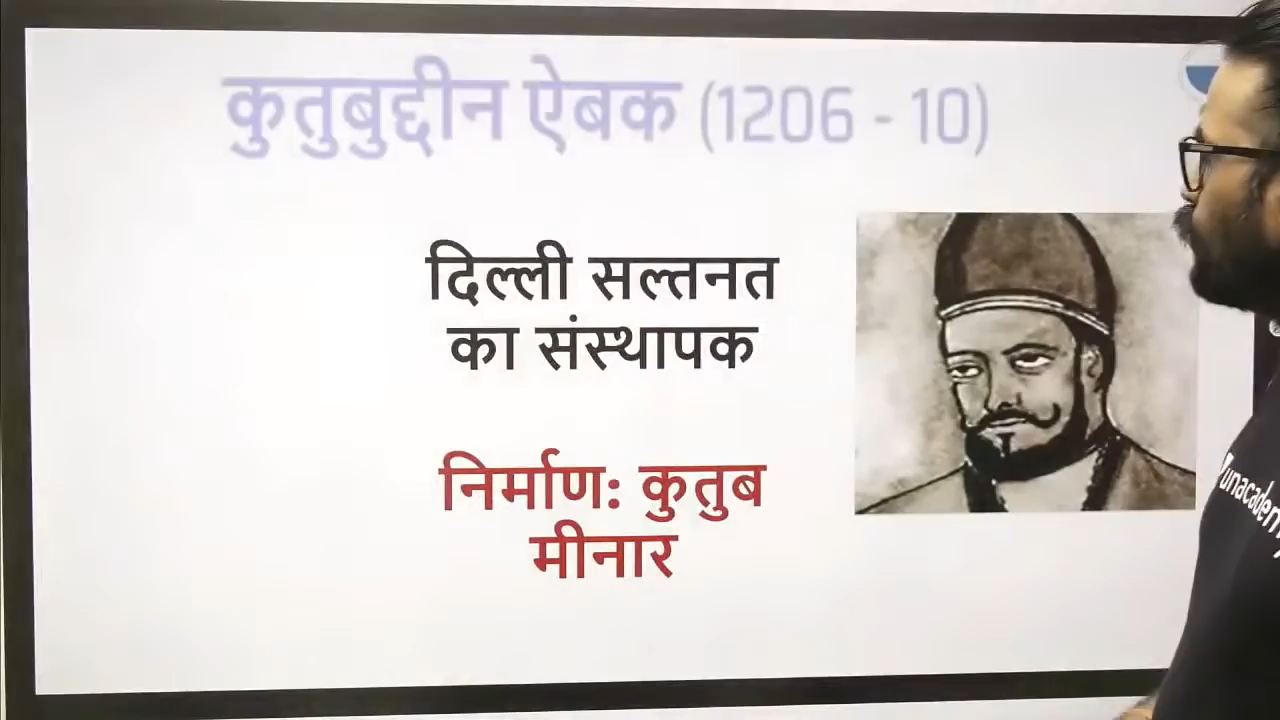 कुतुबुद्दीन ऐबक (1206 - 10)
दिल्ली सल्तनत
का संस्थापक
निर्माण: कुतुब
मीनार